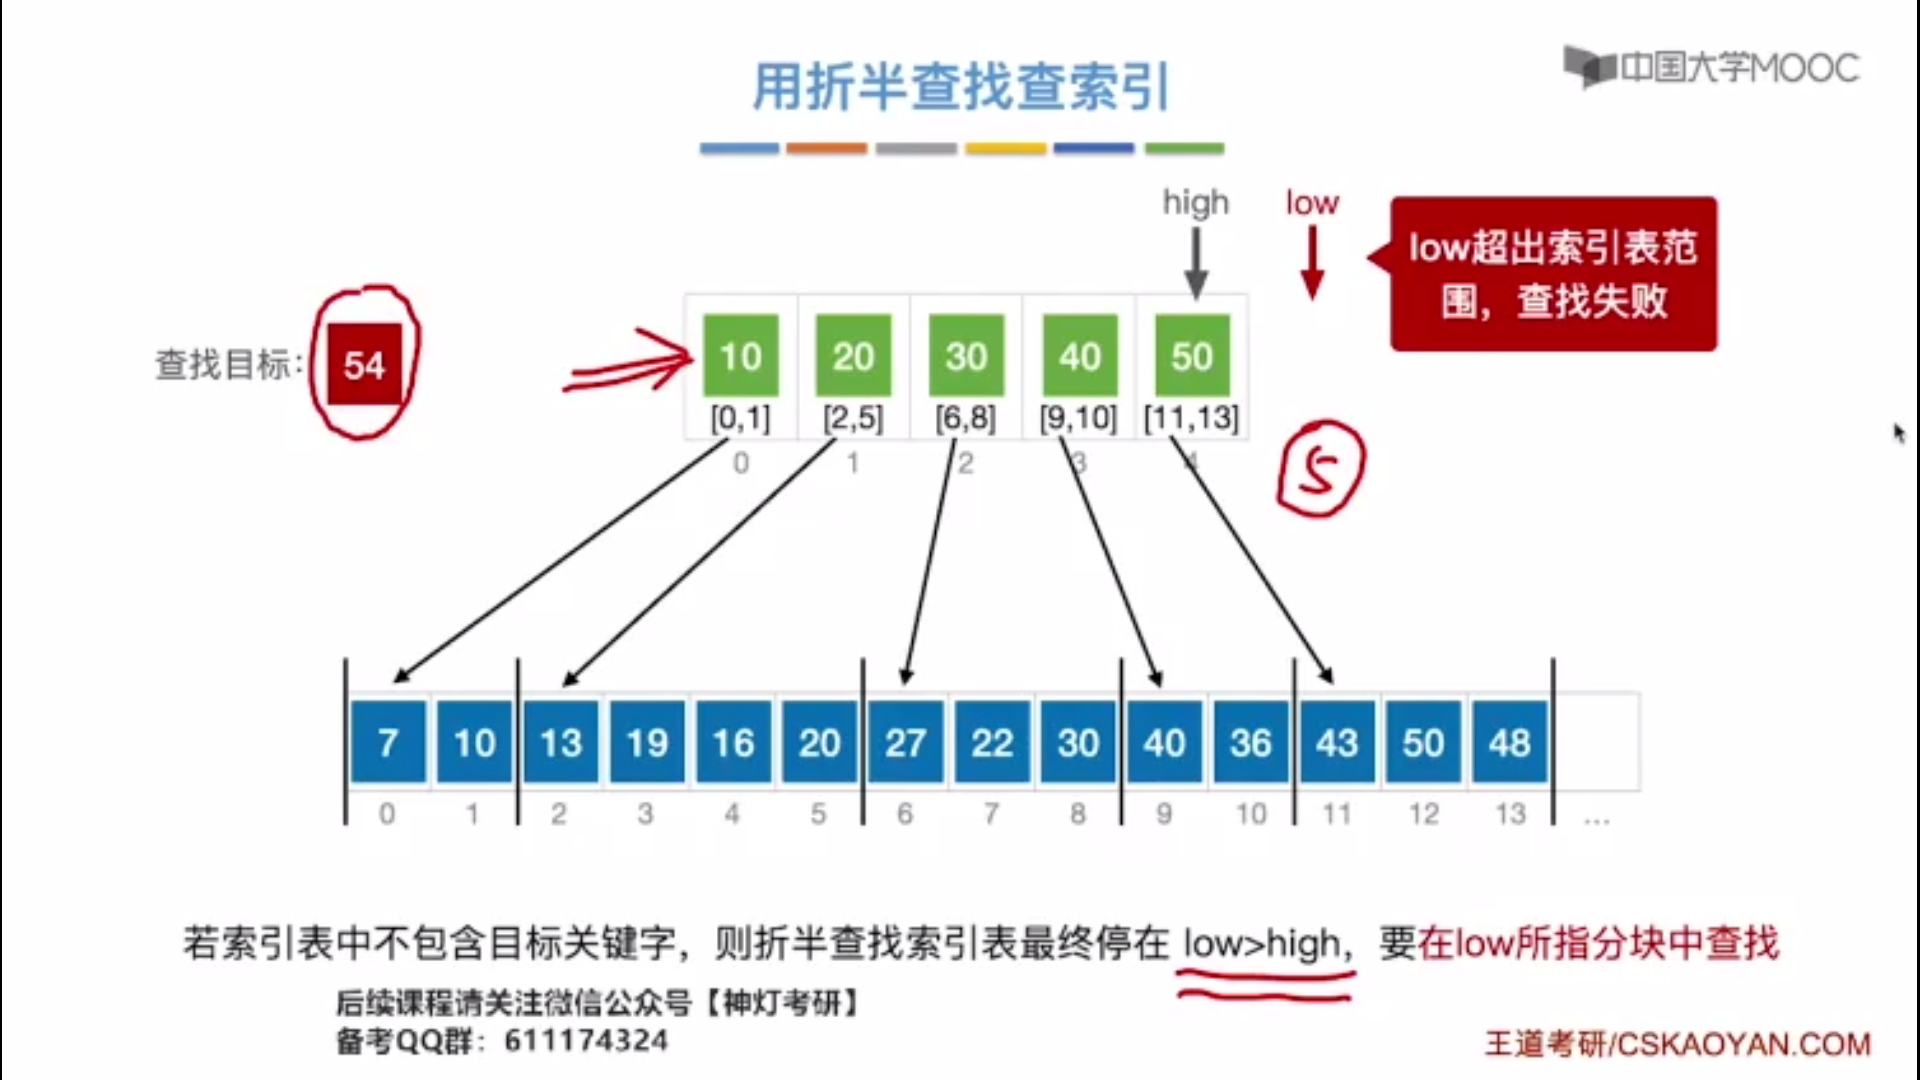 用折半查找查索引
中国大学MOOC
high
low
low超出索引表范
围，查找失败
查找目标：
54
10 20 30 40 50
[0,1] [2,5] [6,8] [9,10] [11,13]
0 1 2 3 4
5
7 10 13 19 16 20 27 22 30 40 36 43 50 48
0 1 2 3 4 5 6 7 8 9 10 11 12 13 ...
若索引表中不包含目标关键字，则折半查找索引表最终停在 low>high，要在low所指分块中查找
后续课程请关注微信公众号【神灯考研】
备考QQ群：611174324
王道考研/CSKAOYAN.COM